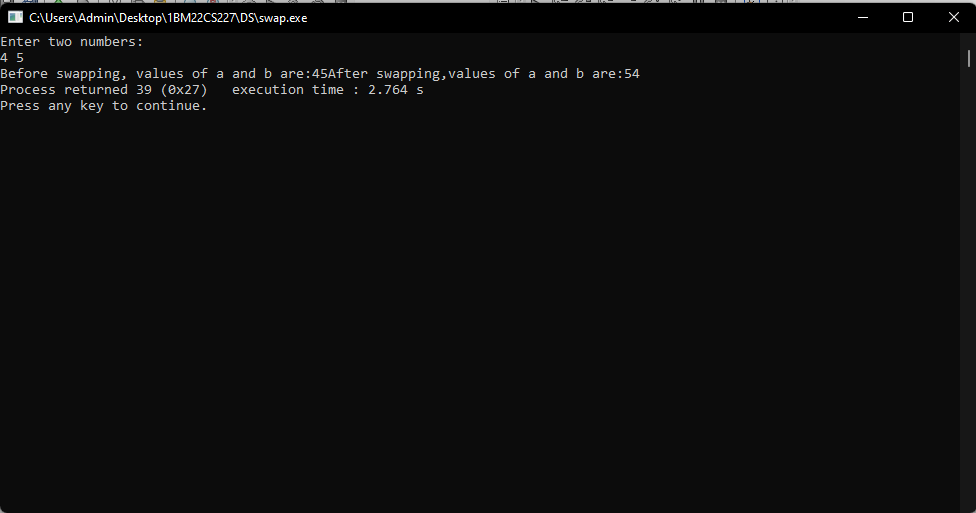 C:\Users\Admin\Desktop\1BM22CS227\DS\swap.exe
Enter two numbers:
4 5
Before swapping, values of a and b are:45After swapping,values of a and b are:54
Process returned 39 (0x27)   execution time : 2.764 s
Press any key to continue.